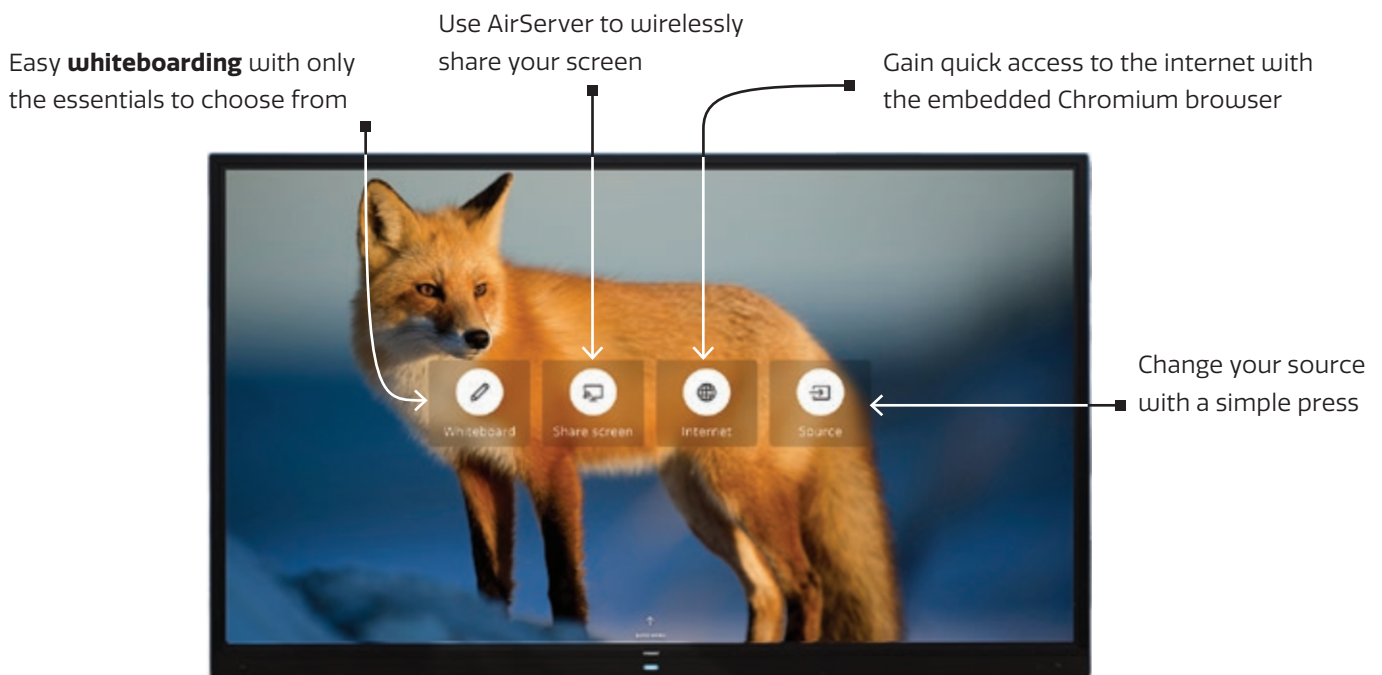 Use AirServer to wirelessly
share your screen
Easy whiteboarding with only
the essentials to choose from
Gain quick access to the internet with
the embedded Chromium browser
Change your source
with a simple press
Whiteboard
Share screen
Internet
Source